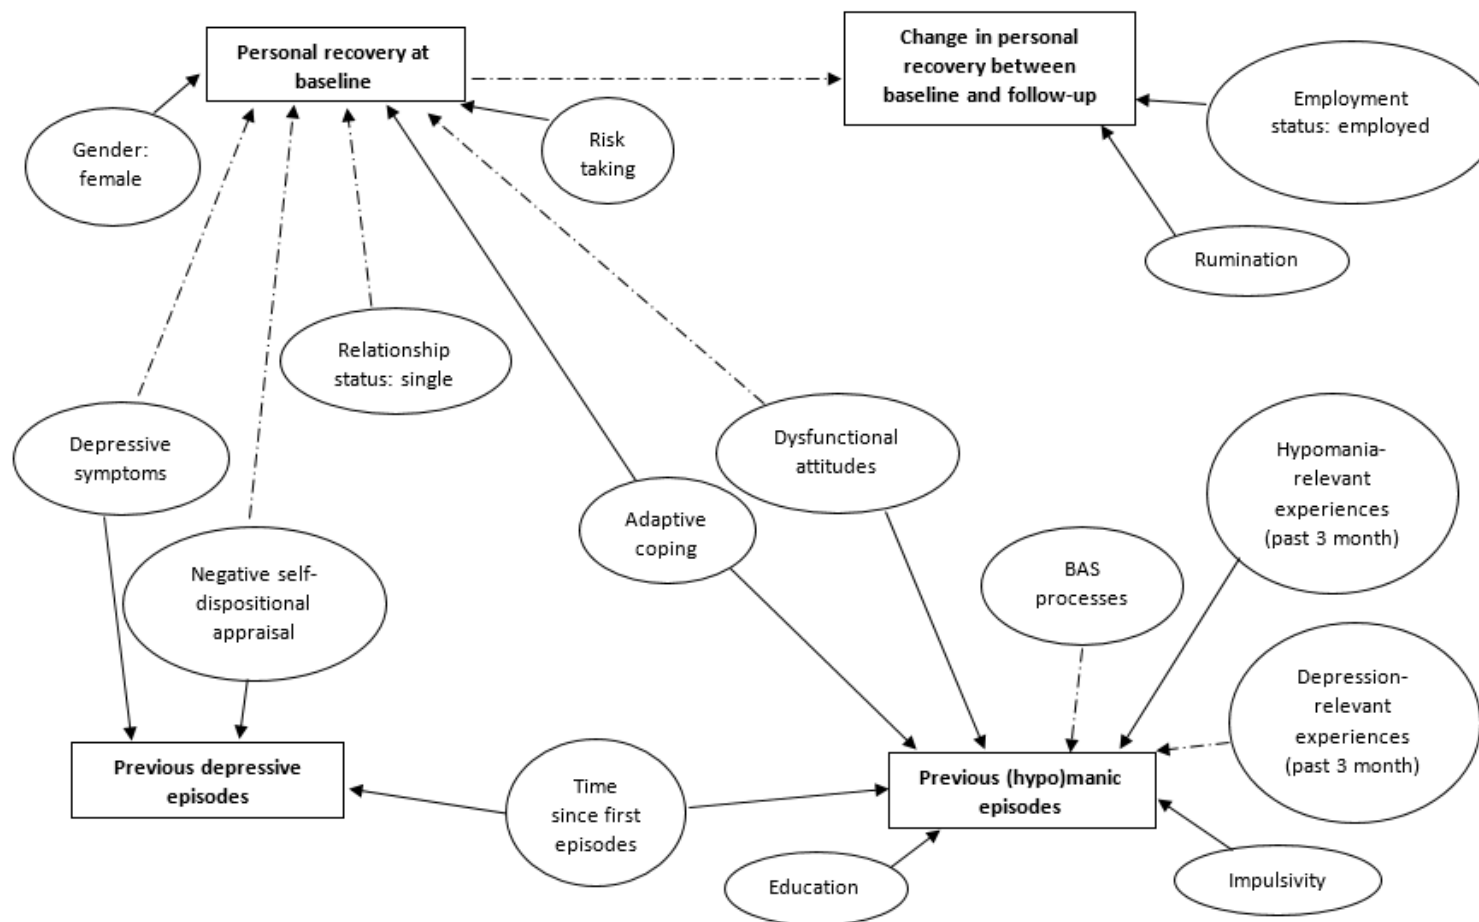 Personal recovery at
baseline
Change in personal
recovery between
baseline and follow-up
Employment
status: employed
Gender:
female
Risk
taking
Rumination
Relationship
status: single
Depressive
symptoms
Dysfunctional
attitudes
Hypomania-
relevant
experiences
(past 3 month)
Adaptive
coping
Negative self-
dispositional
appraisal
BAS
processes
Depression-
relevant
experiences
(past 3 month)
Previous depressive
episodes
Time
since first
episodes
Previous (hypo)manic
episodes
Education
Impulsivity